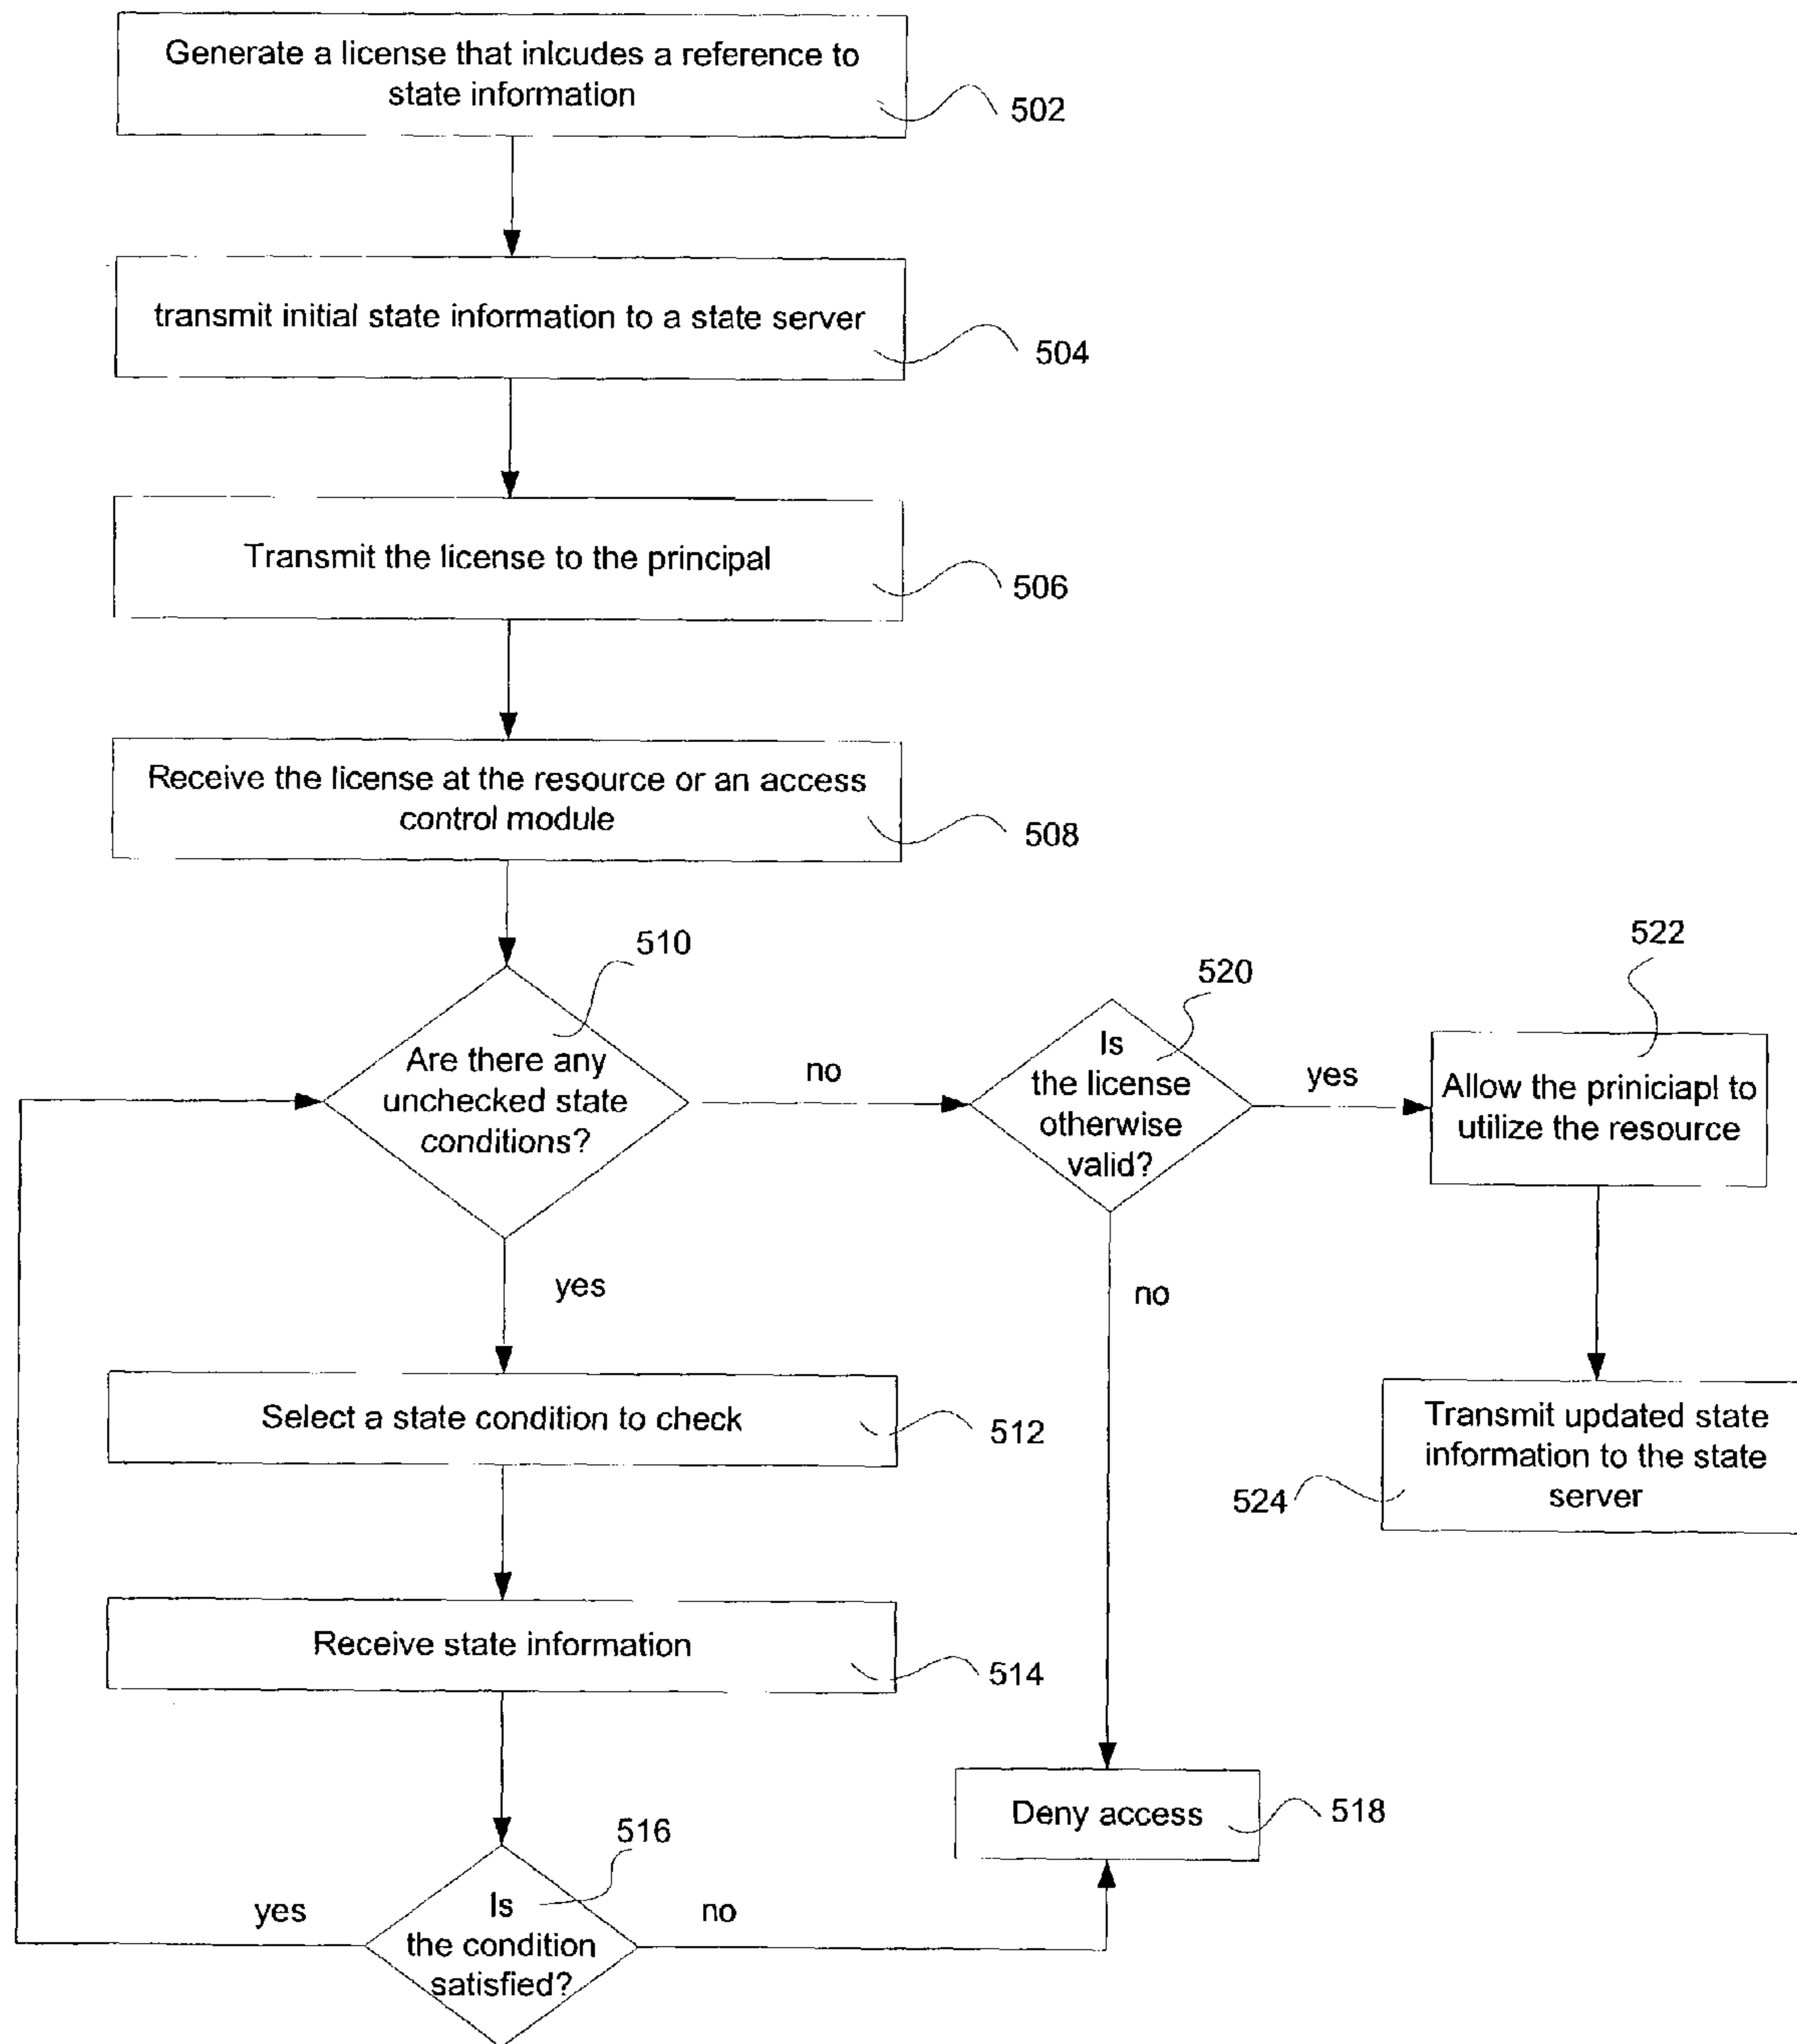 Generate a license that inlcudes a reference to
state information
502
transmit initial state information to a state server
504
Transmit the license to the principal
506
Receive the license at the resource or an access
control module
508
510
Are there any
unchecked state
conditions?
no
yes
520
Is
the license
otherwise
valid?
yes
no
522
Allow the priniciapl to
utilize the resource
Transmit updated state
information to the state
server
524
Select a state condition to check
512
Receive state information
514
516
Is
the condition
satisfied?
yes
no
Deny access
518